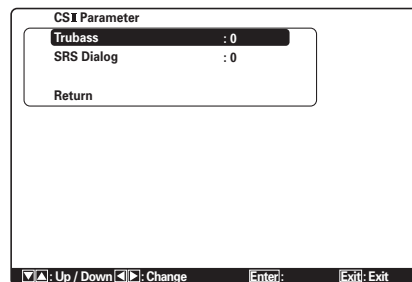 CSⅡ Parameter
Trubass : 0
SRS Dialog : 0
Return
▼▲: Up / Down ◀▶: Change Enter: Exit: Exit